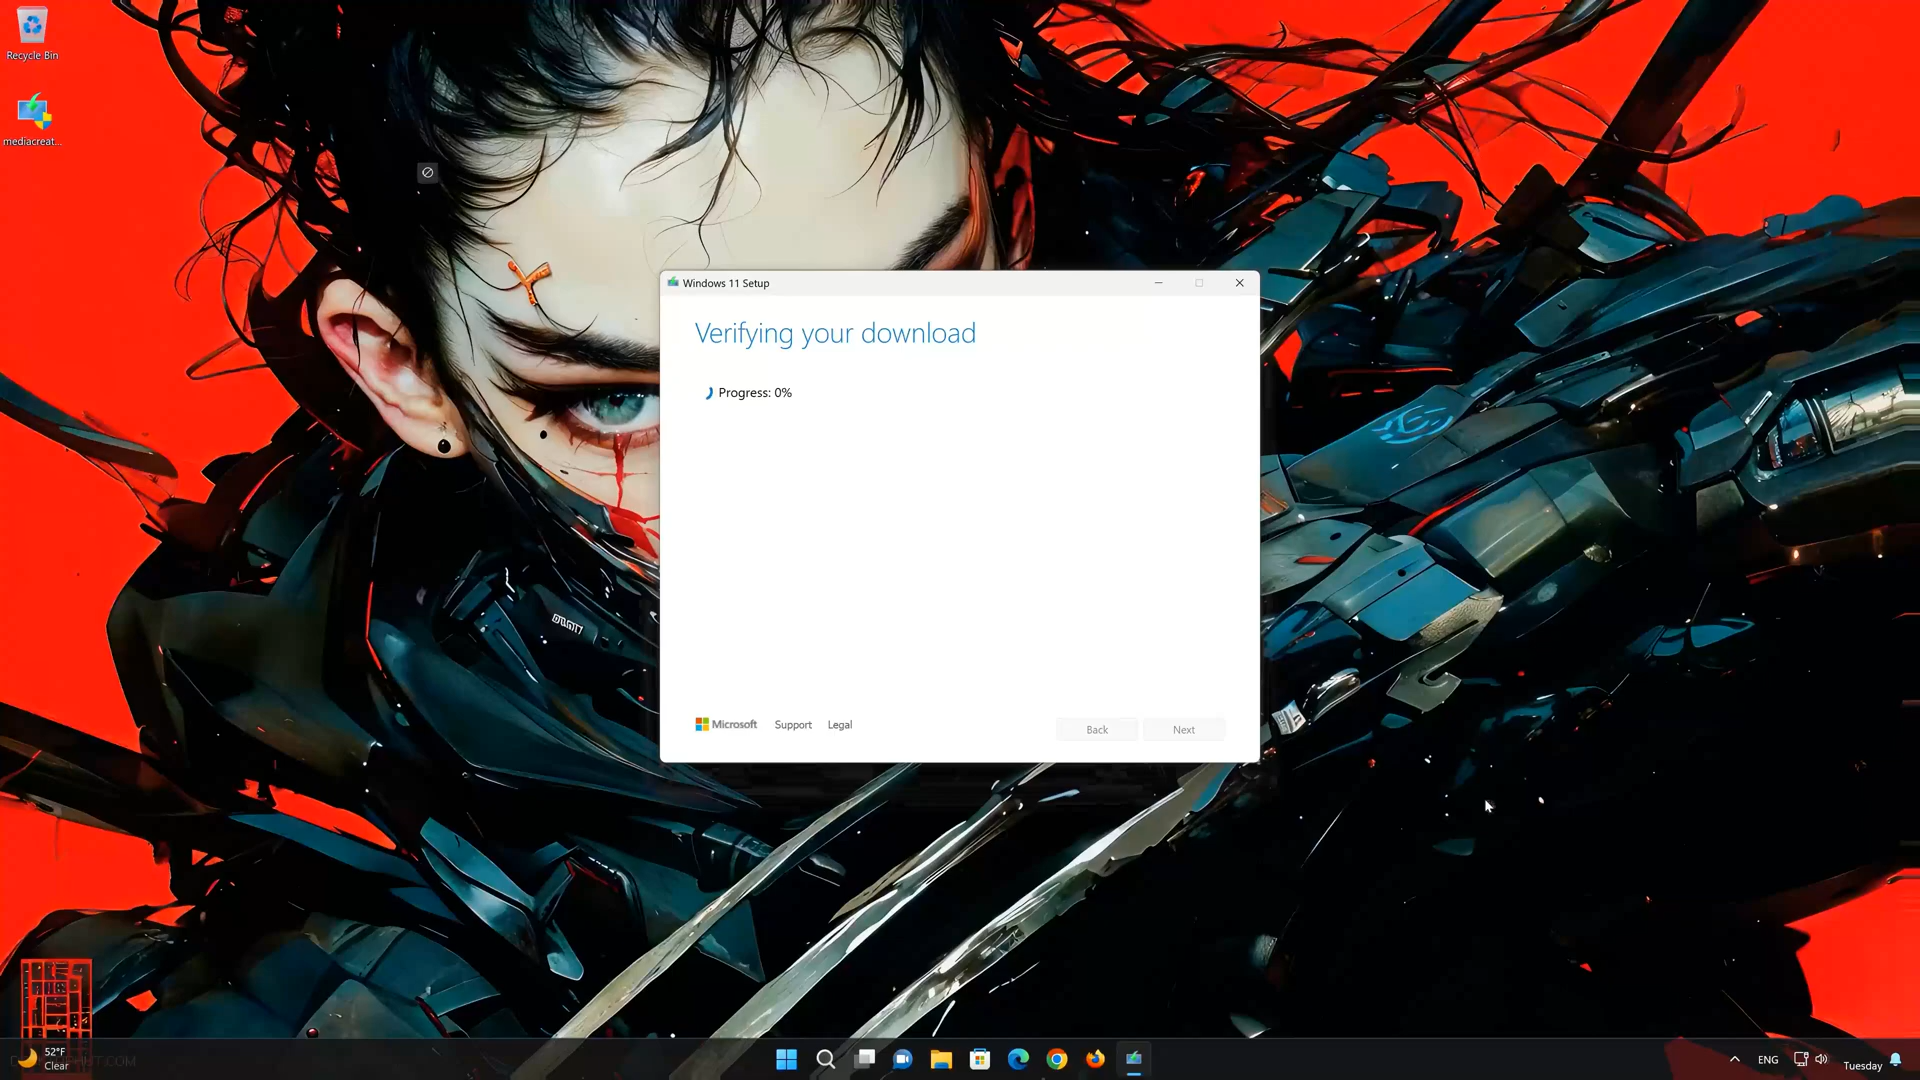 Recycle Bin
mediacreat...
Windows 11 Setup
Verifying your download
Progress: 0%
Microsoft
Support
Legal
Back
Next
52°F
Clear
ENG
Tuesday